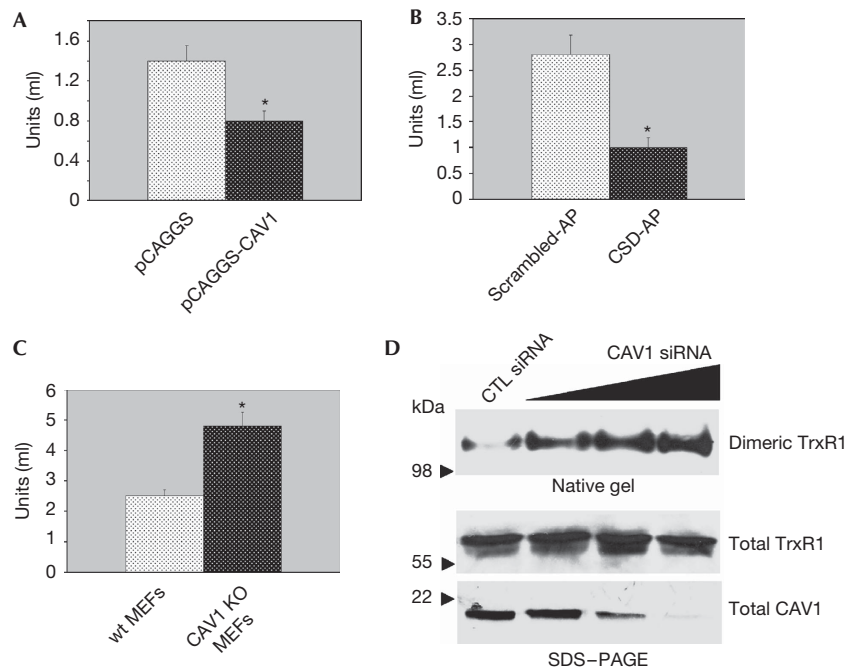 A
Units (ml)
1.6
1.2
0.8
0.4
0
*
pCAGGS
pCAGGS-CAV1
B
Units (ml)
3.5
3
2.5
2
1.5
1
0.5
0
*
Scrambled-AP
CSD-AP
C
Units (ml)
6
5
4
3
2
1
0
*
wt MEFs
CAV1 KO
MEFs
D
CTL siRNA
CAV1 siRNA
kDa
Dimeric TrxR1
98
Native gel
Total TrxR1
55
22
Total CAV1
SDS–PAGE